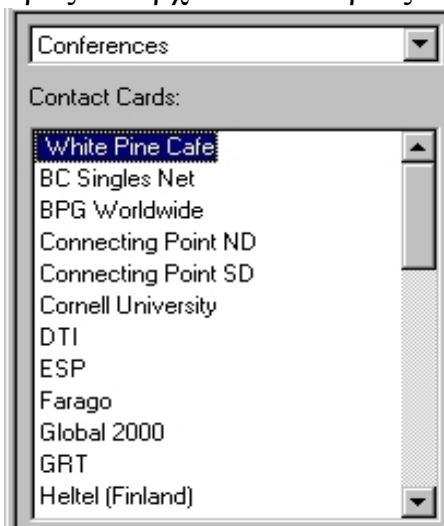 Conferences
Contact Cards:
White Pine Cafe
BC Singles Net
BPG Worldwide
Connecting Point ND
Connecting Point SD
Cornell University
DTI
ESP
Farago
Global 2000
GRT
Heltel (Finland)